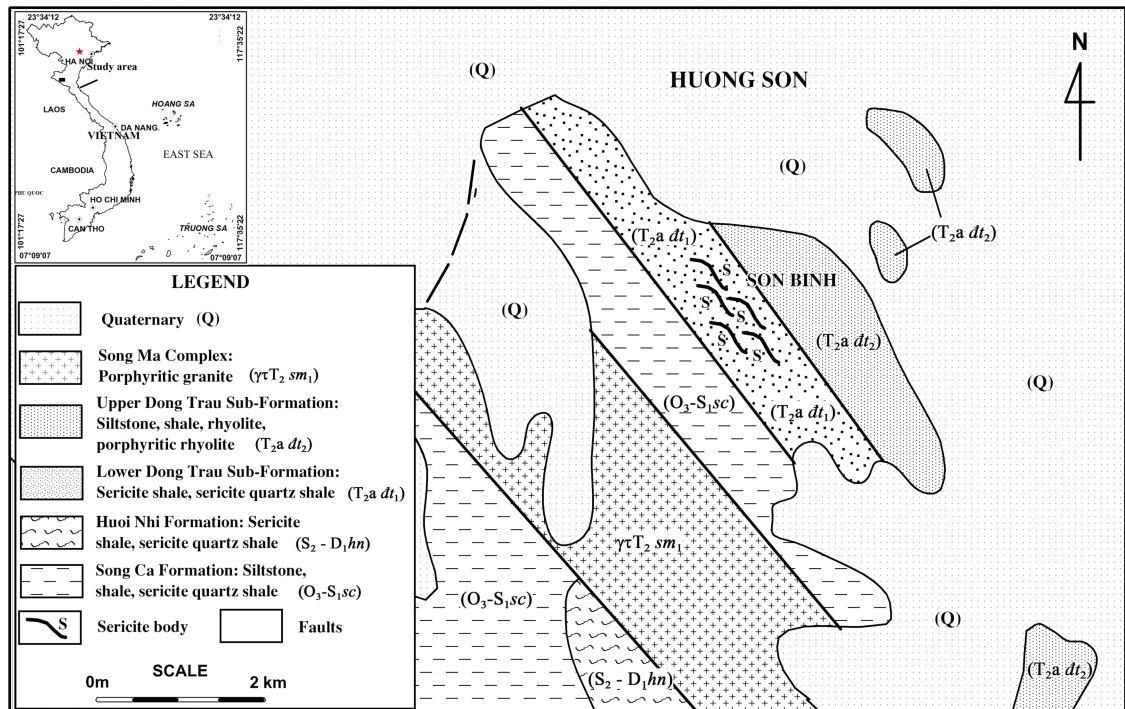 23°34'12"
23°34'12"
101°17'27"
117°35'22"
HA NOI
Study area
LAOS
HOANG SA
DA NANG
VIETNAM
EAST SEA
CAMBODIA
PHU QUOC
HO CHI MINH
CAN THO
TRUONG SA
101°17'27"
117°85'22"
07°09'07"
07°09'07"
LEGEND
Quaternary (Q)
Song Ma Complex:
Porphyritic granite (γτT₂ sm₁)
Upper Dong Trau Sub-Formation:
Siltstone, shale, rhyolite,
porphyritic rhyolite (T₂a đt₂)
Lower Dong Trau Sub-Formation:
Sericite shale, sericite quartz shale (T₂a đt₁)
Huoi Nhi Formation: Sericite
shale, sericite quartz shale (S₂ - D₁hn)
Song Ca Formation: Siltstone,
shale, sericite quartz shale (O₃-S₁sc)
S Sericite body Faults
SCALE
0m 2 km
(Q)
HUONG SON
N
(Q)
(T₂a đt₂)
(T₂a đt₁)
S
SON BINH
S
S
S
S
(Q)
(T₂a đt₂)
(Q)
(O₃-S₁sc)
(T₂a đt₁)
γτT₂ sm₁
(O₃-S₁sc)
(Q)
(S₂ - D₁hn)
(T₂a đt₂)